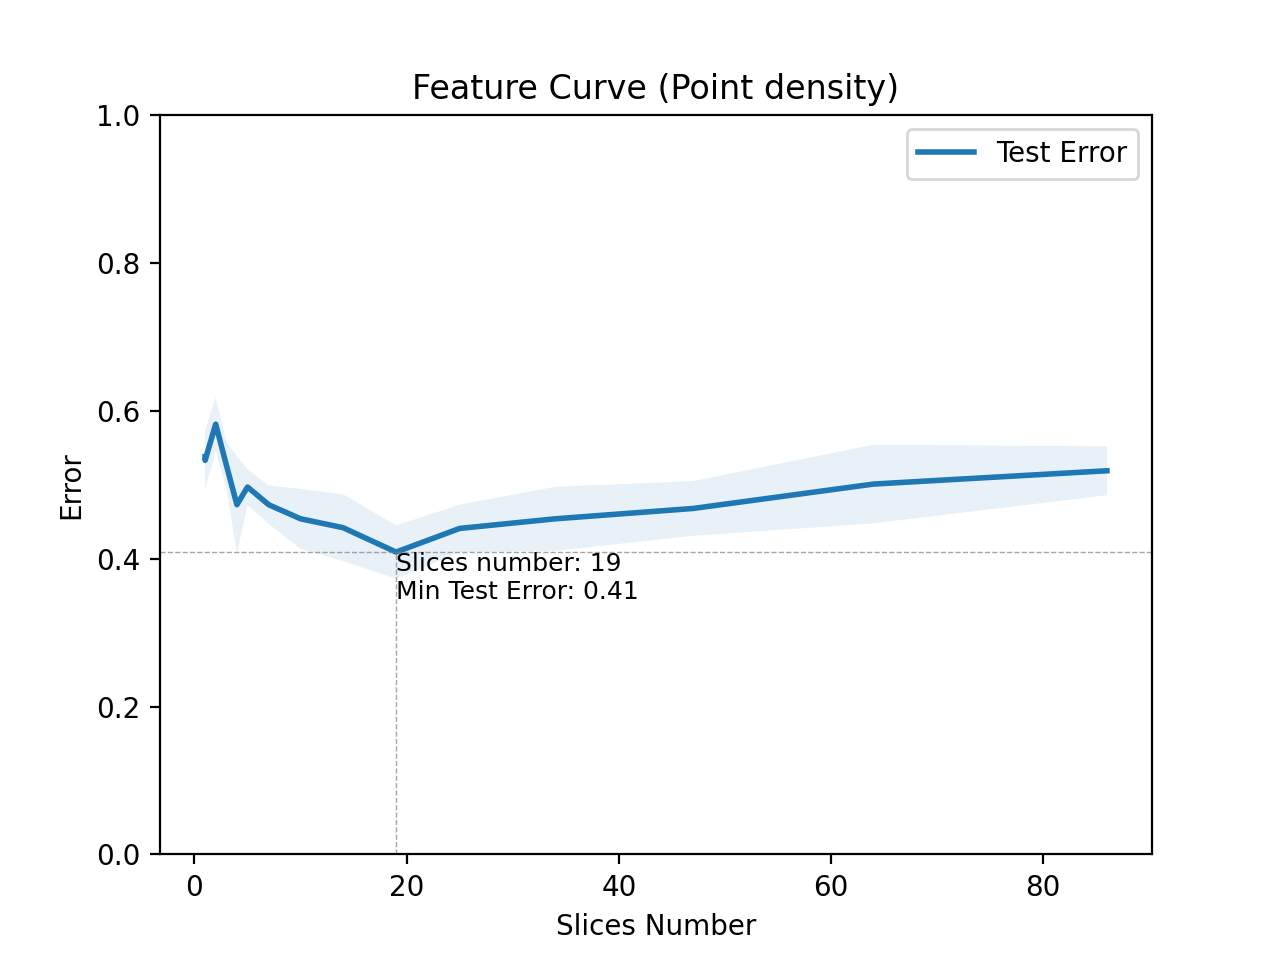 Feature Curve (Point density)
1.0
0.8
0.6
0.4
0.2
0.0
Error
Test Error
Slices number: 19
Min Test Error: 0.41
0 20 40 60 80
Slices Number